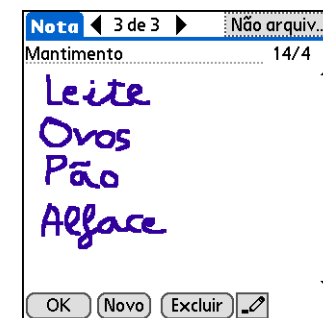 Nota 3 de 3 Não arquiv...
Mantimento 14/4
Leite
Ovos
Pão
Alface
OK Novo Excluir